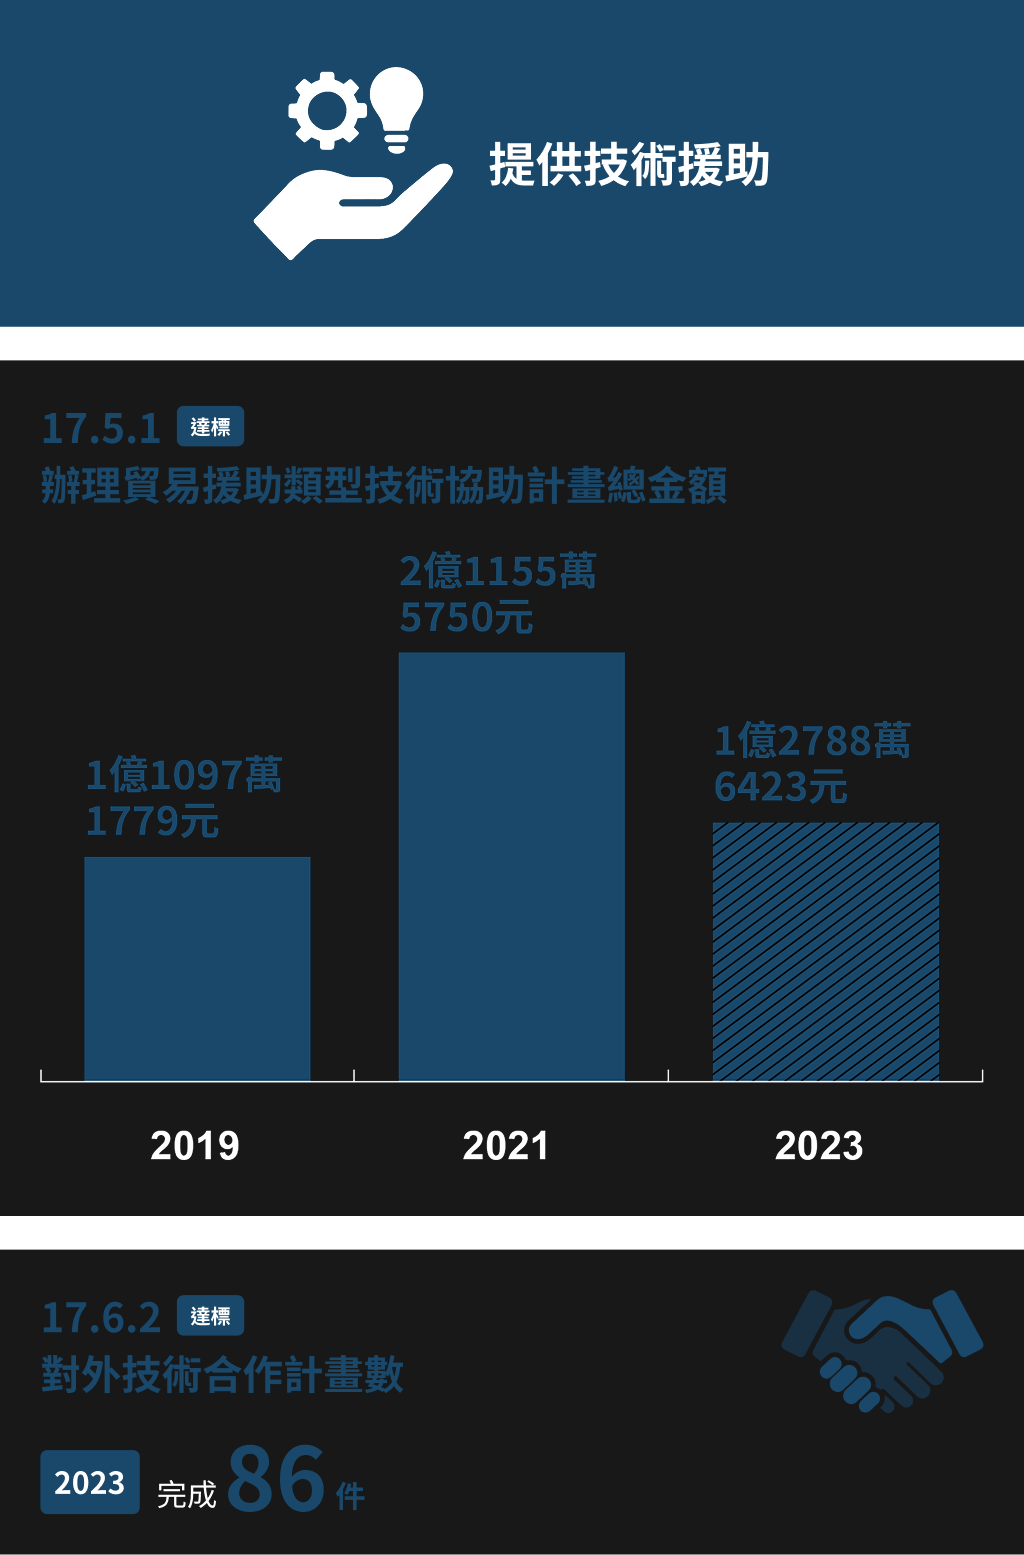 提供技術援助
17.5.1 達標
辦理貿易援助類型技術協助計畫總金額
2億1155萬
5750元
1億2788萬
6423元
1億1097萬
1779元
2019 2021 2023
17.6.2 達標
對外技術合作計畫數
2023 完成 86 件